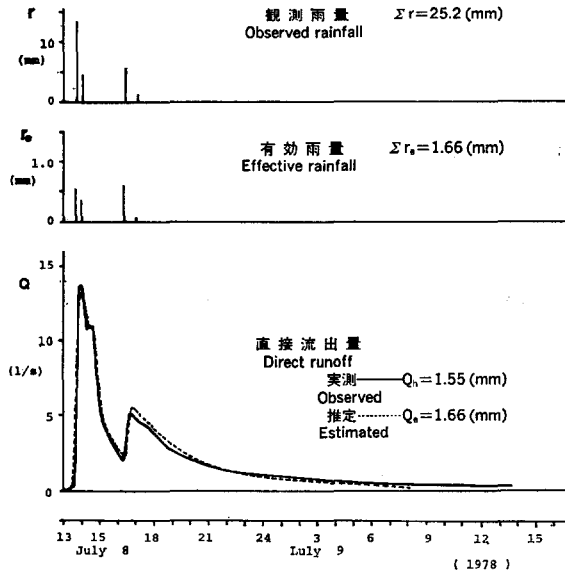 r
観測雨量 Σr=25.2 (mm)
Observed rainfall
10
(mm)
0
re
有効雨量 Σre=1.66 (mm)
Effective rainfall
1.0
(mm)
0
15
Q
10
直接流出量
Direct runoff
(l/s)
実測 Qh=1.55 (mm)
Observed
5
推定 Qe=1.66 (mm)
Estimated
0
13 15 18 21 24 3 6 9 12 15
July 8 Luly 9
(1978)